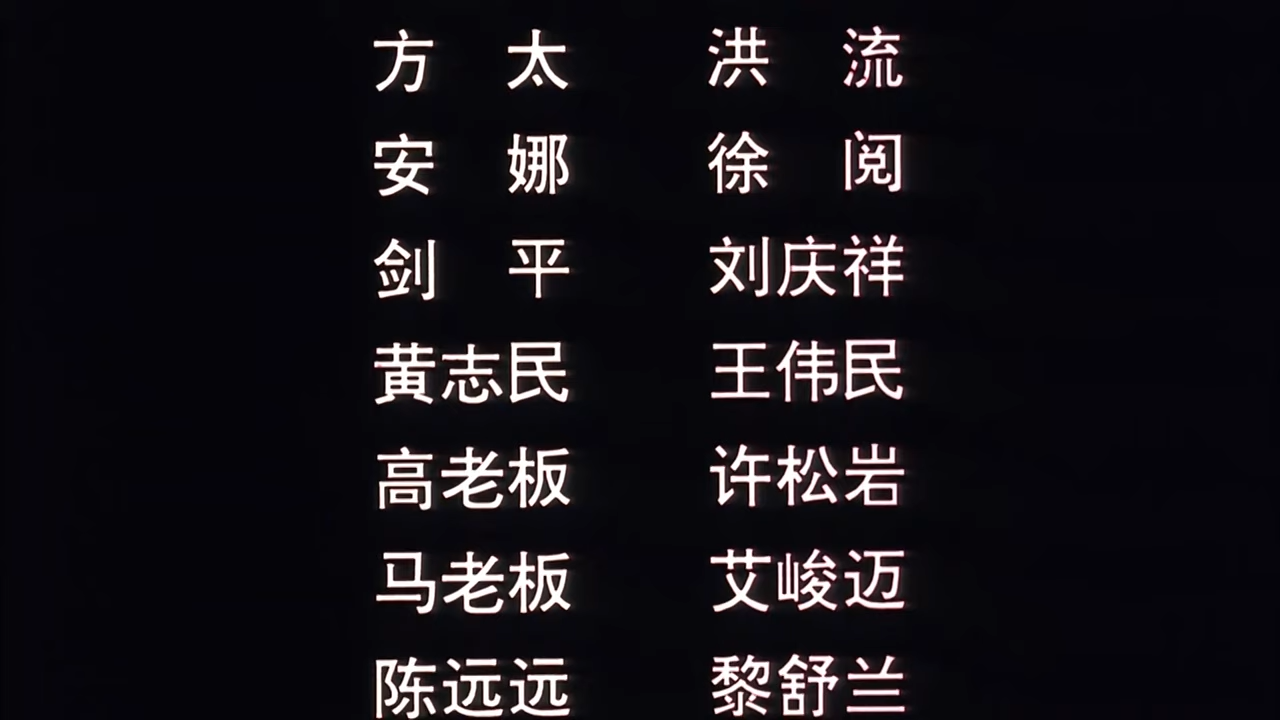 方太 洪流
安娜 徐阅
剑平 刘庆祥
黄志民 王伟民
高老板 许松岩
马老板 艾峻迈
陈远远 黎舒兰